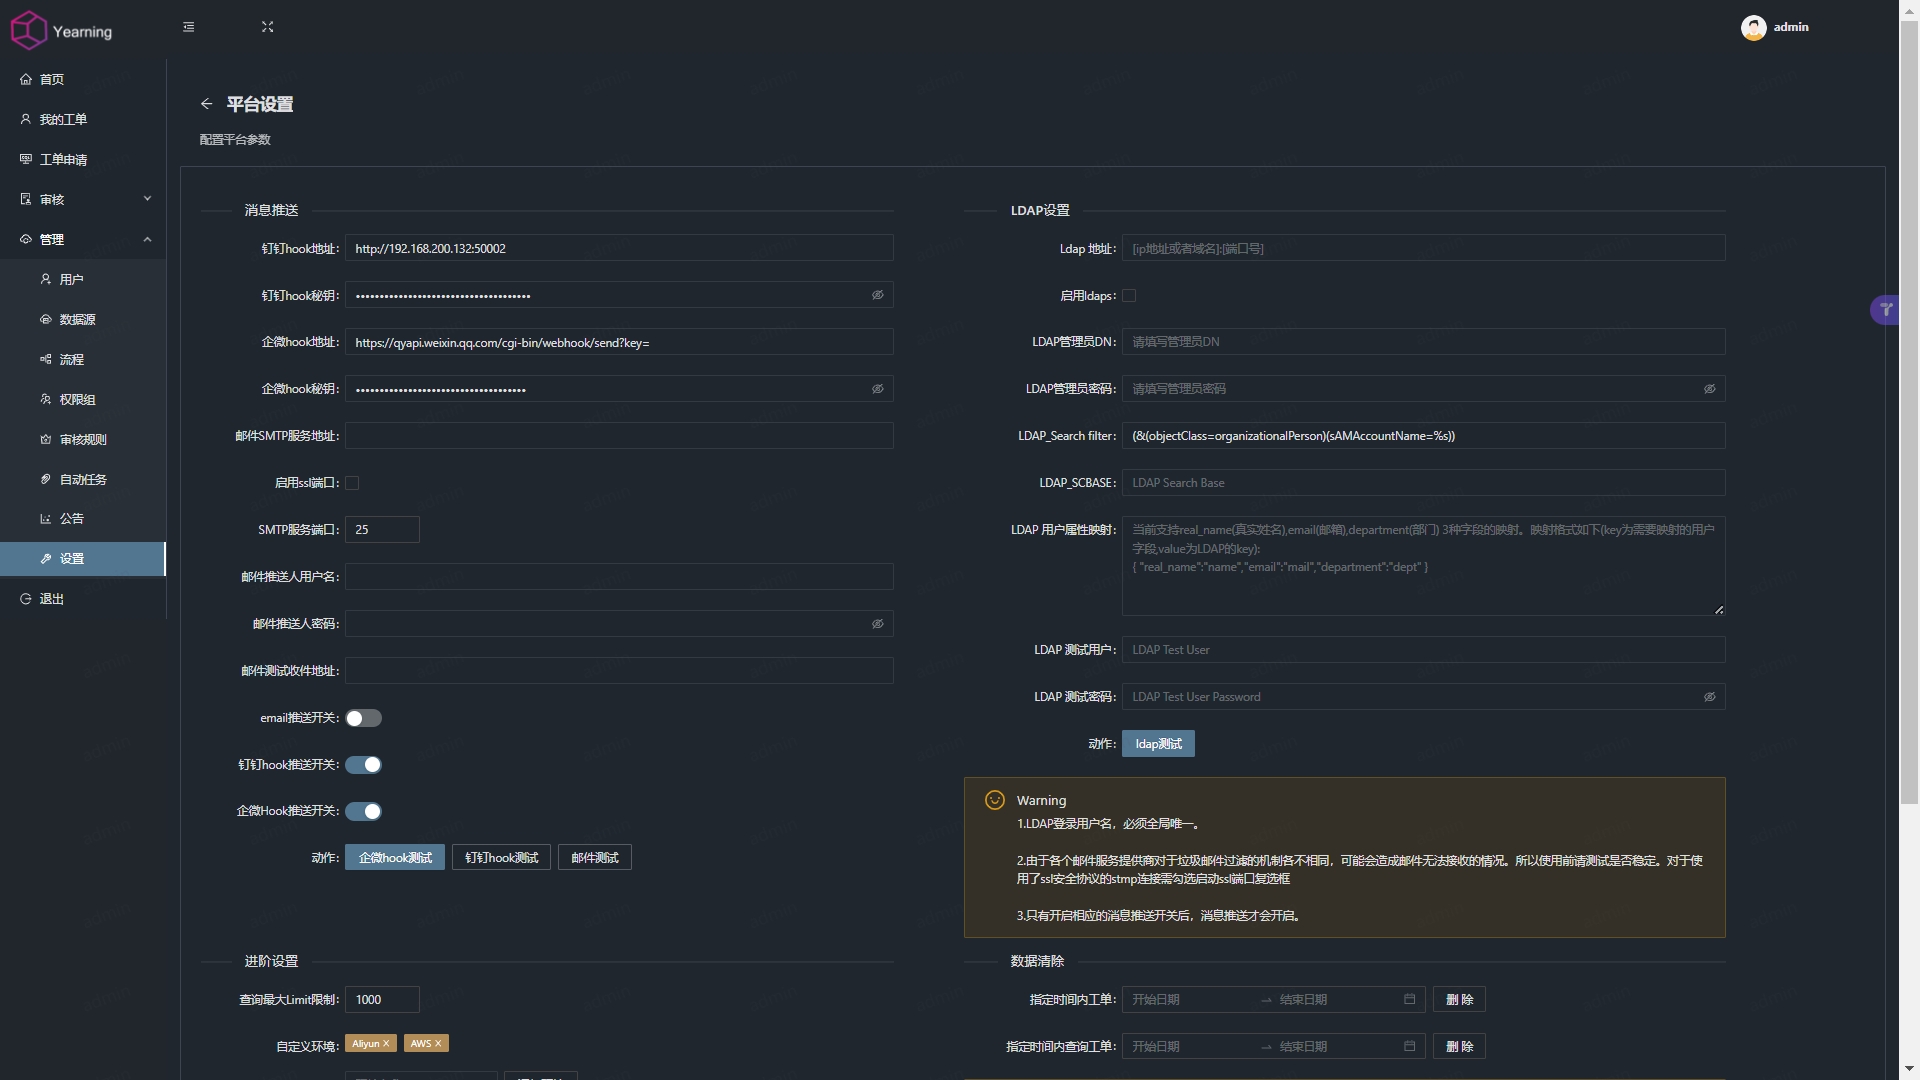 Yearning
admin
首页
我的工单
工单申请
审核
管理
用户
数据源
流程
权限组
审核规则
自动任务
公告
设置
退出
平台设置
配置平台参数
消息推送
钉钉hook地址:
http://192.168.200.132:50002
钉钉hook秘钥:
••••••••••••••••••••••••••••••••••••
企微hook地址:
https://qyapi.weixin.qq.com/cgi-bin/webhook/send?key=
企微hook秘钥:
•••••••••••••••••••••••••••••••••••
邮件SMTP服务地址:
启用ssl端口:
SMTP服务端口:
25
邮件推送人用户名:
邮件推送人密码:
邮件测试收件地址:
email推送开关:
钉钉hook推送开关:
企微Hook推送开关:
动作:
企微hook测试
钉钉hook测试
邮件测试
LDAP设置
Ldap 地址:
[ip地址或者域名]:[端口号]
启用ldaps:
LDAP管理员DN:
请填写管理员DN
LDAP管理员密码:
请填写管理员密码
LDAP_Search filter:
(&(objectClass=organizationalPerson)(sAMAccountName=%s))
LDAP_SCBASE:
LDAP Search Base
LDAP 用户属性映射:
当前支持real_name(真实姓名),email(邮箱),department(部门) 3种字段的映射。映射格式如下(key为需要映射的用户
字段,value为LDAP的key):
{ "real_name":"name","email":"mail","department":"dept" }
LDAP 测试用户:
LDAP Test User
LDAP 测试密码:
LDAP Test User Password
动作:
ldap测试
Warning
1.LDAP登录用户名，必须全局唯一。
2.由于各个邮件服务提供商对于垃圾邮件过滤的机制各不相同，可能会造成邮件无法接收的情况。所以使用前请测试是否稳定。对于使
用了ssl安全协议的stmp连接需勾选启动ssl端口复选框
3.只有开启相应的消息推送开关后，消息推送才会开启。
进阶设置
查询最大Limit限制:
1000
自定义环境:
Aliyun
AWS
数据清除
指定时间内工单:
开始日期
结束日期
删 除
指定时间内查询工单:
开始日期
结束日期
删 除